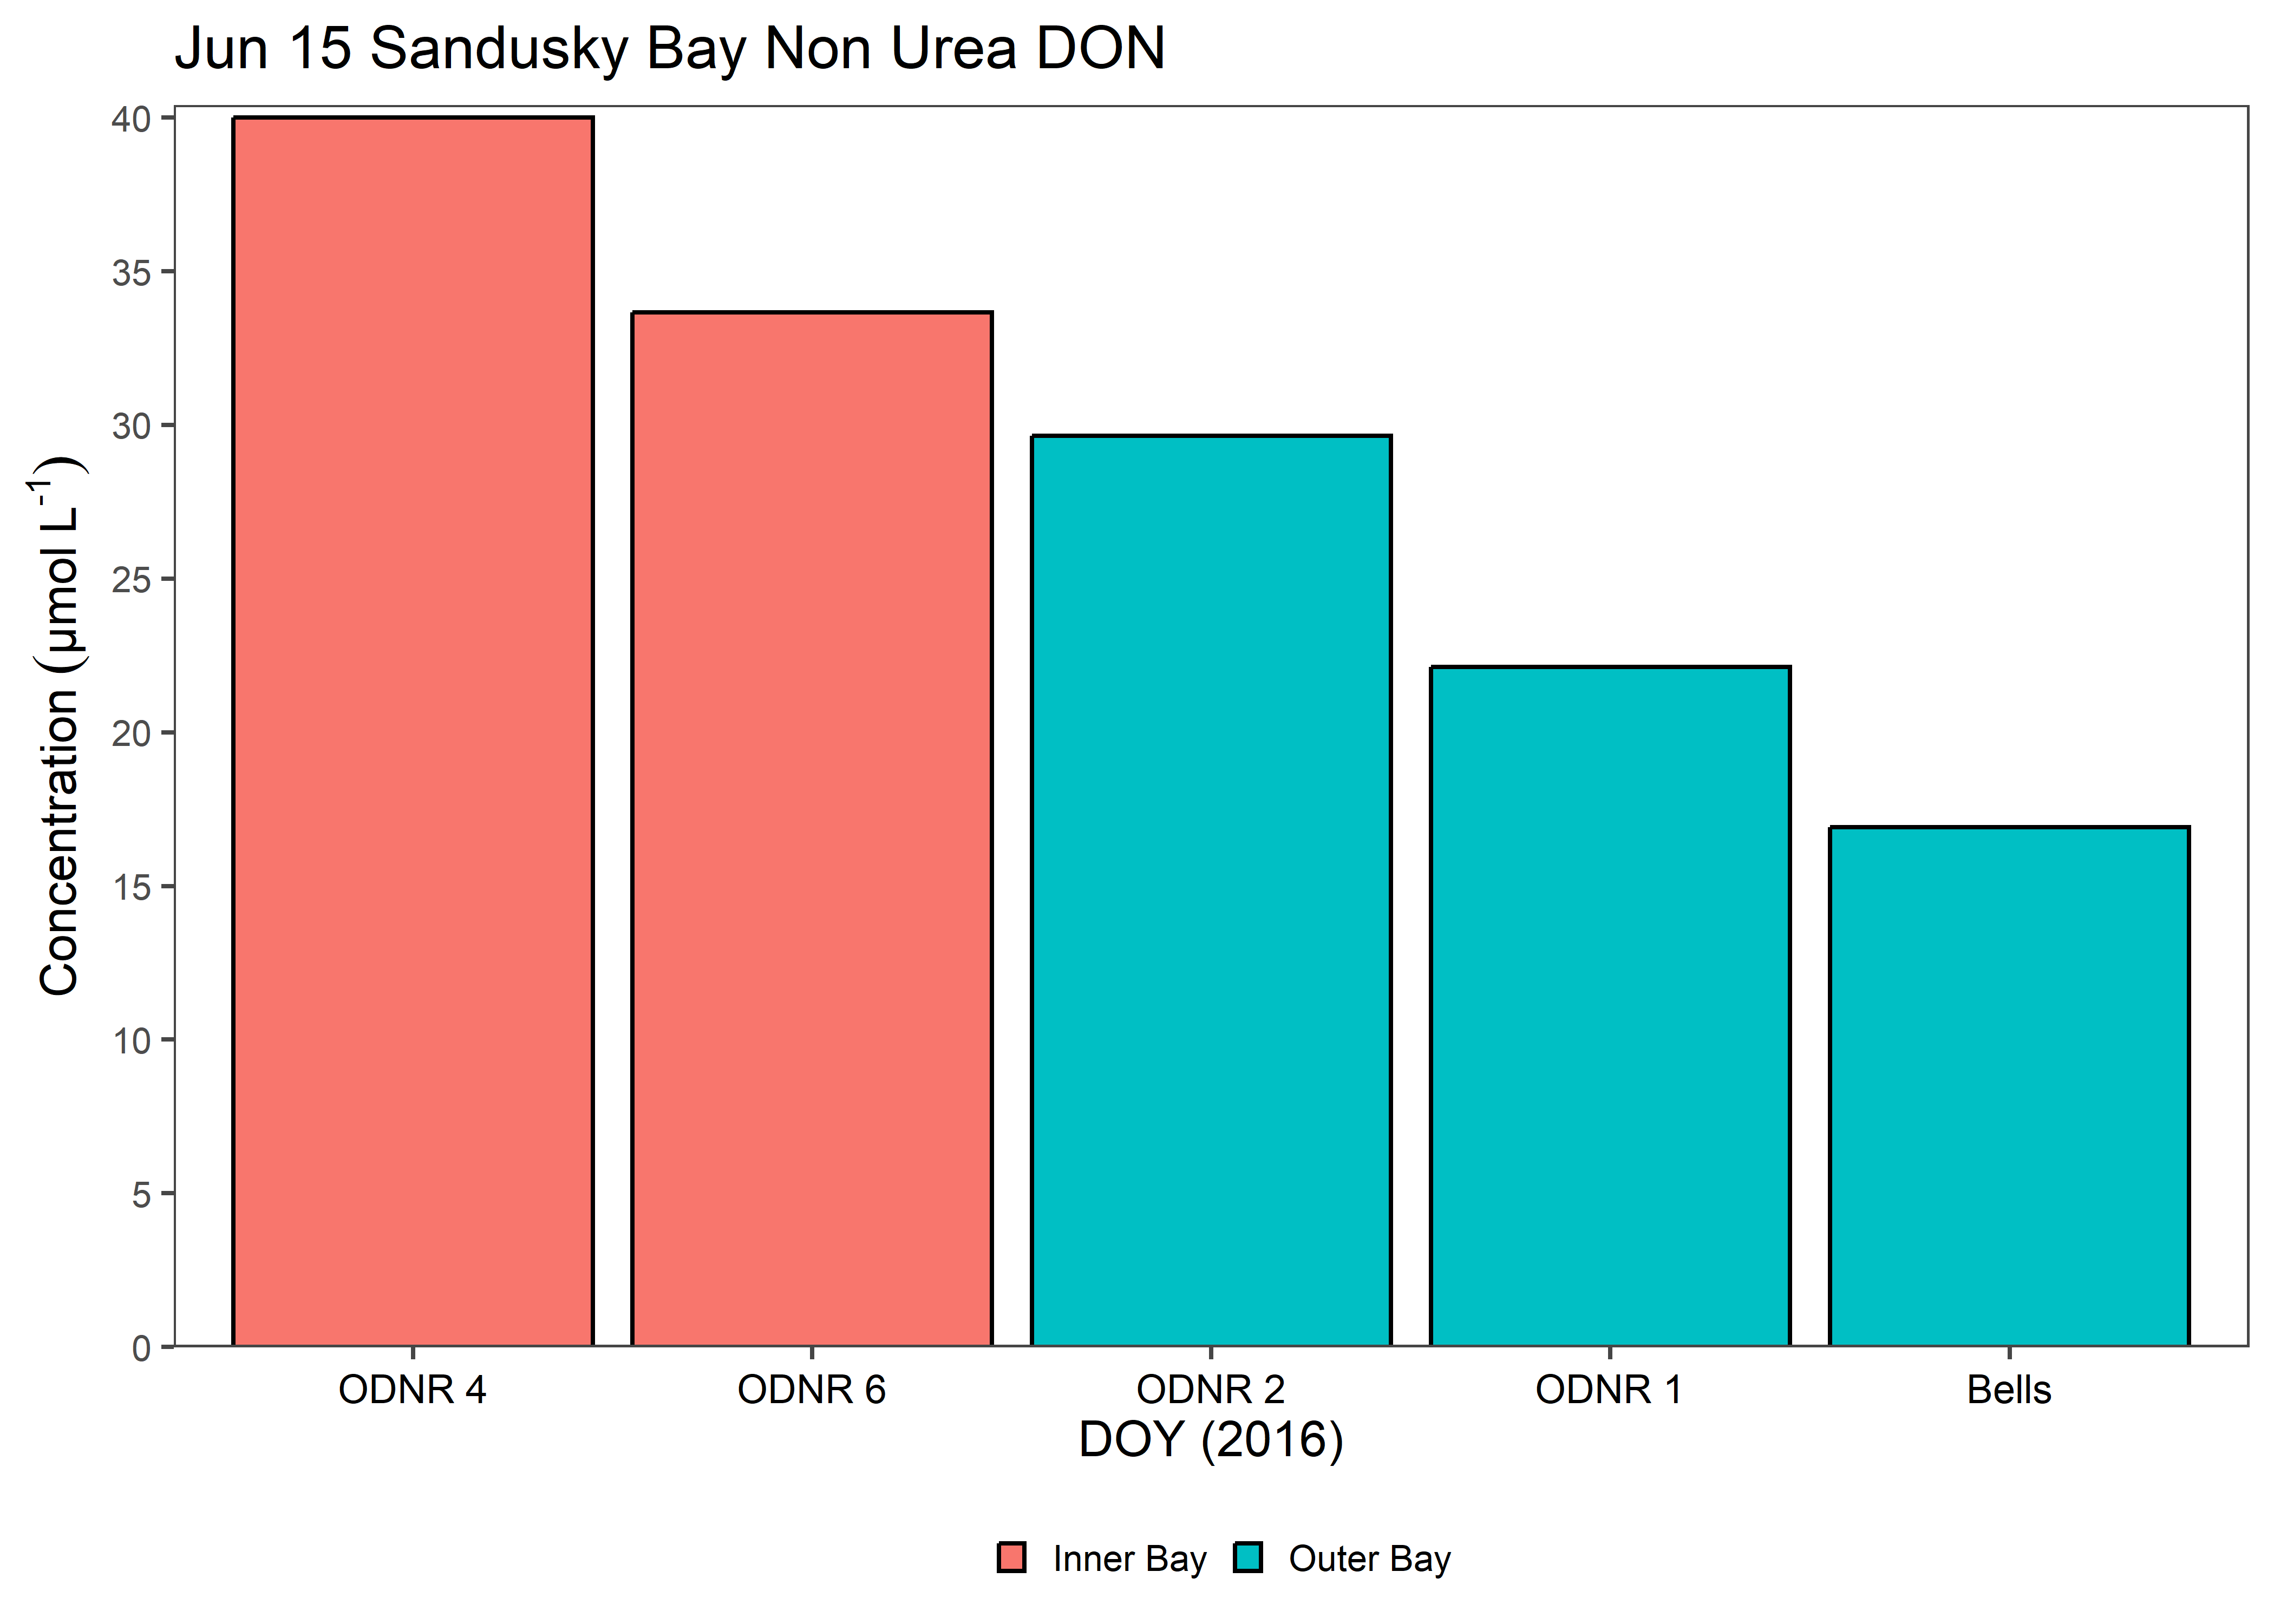 Jun 15 Sandusky Bay Non Urea DON
Concentration (µmol L⁻¹)
40
35
30
25
20
15
10
5
0
ODNR 4 ODNR 6 ODNR 2 ODNR 1 Bells
DOY (2016)
Inner Bay Outer Bay